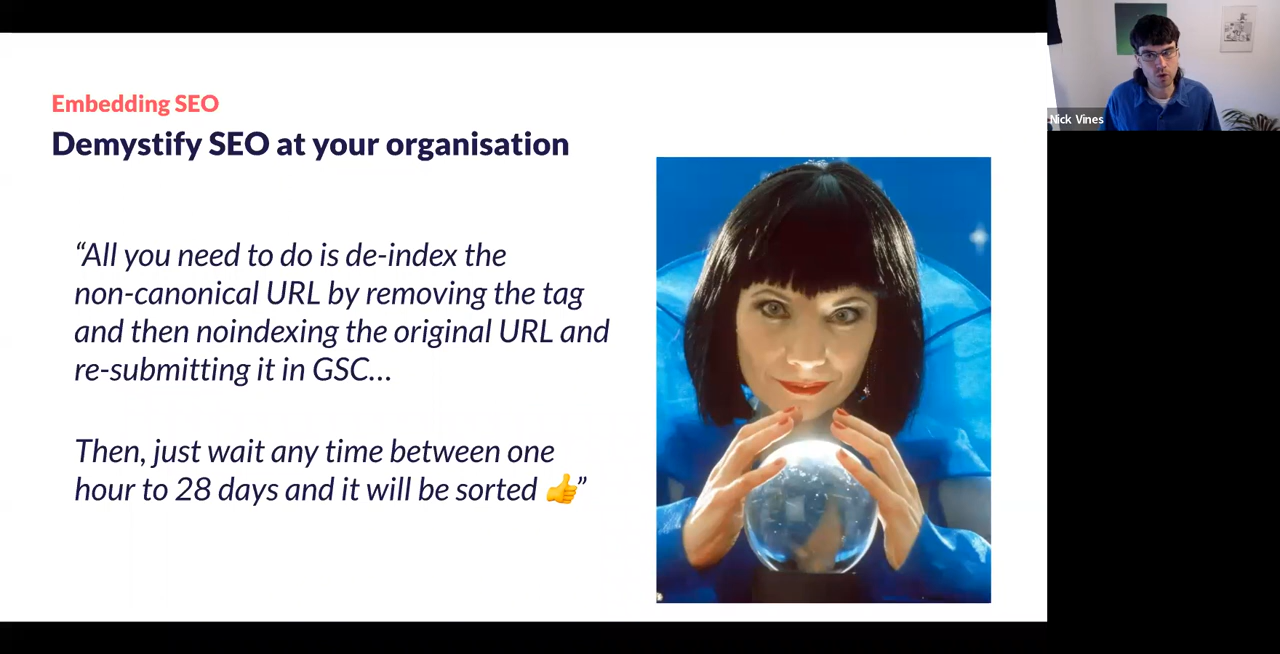 Embedding SEO
Demystify SEO at your organisation
“All you need to do is de-index the
non-canonical URL by removing the tag
and then noindexing the original URL and
re-submitting it in GSC...
Then, just wait any time between one
hour to 28 days and it will be sorted 👍”
Nick Vines